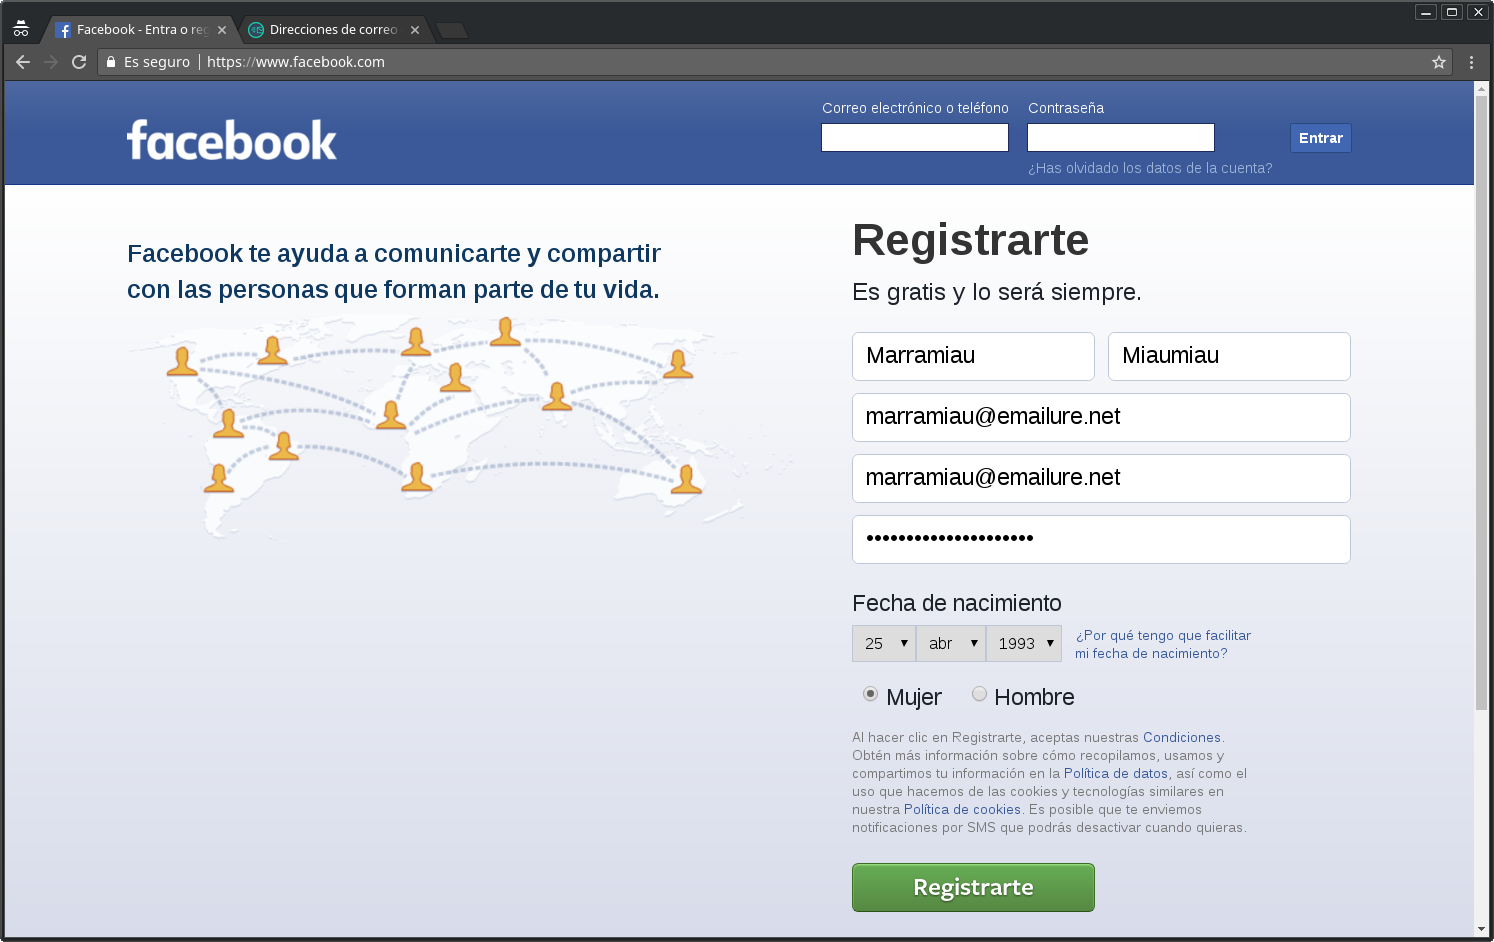 Facebook - Entra o reg
Direcciones de correo
Es seguro
https://www.facebook.com
facebook
Correo electrónico o teléfono
Contraseña
Entrar
¿Has olvidado los datos de la cuenta?
Facebook te ayuda a comunicarte y compartir
con las personas que forman parte de tu vida.
Registrarte
Es gratis y lo será siempre.
Marramiau
Miaumiau
marramiau@emailure.net
marramiau@emailure.net
•••••••••••••••••••••
Fecha de nacimiento
25 abr 1993
¿Por qué tengo que facilitar
mi fecha de nacimiento?
Mujer
Hombre
Al hacer clic en Registrarte, aceptas nuestras Condiciones.
Obtén más información sobre cómo recopilamos, usamos y
compartimos tu información en la Política de datos, así como el
uso que hacemos de las cookies y tecnologías similares en
nuestra Política de cookies. Es posible que te enviemos
notificaciones por SMS que podrás desactivar cuando quieras.
Registrarte